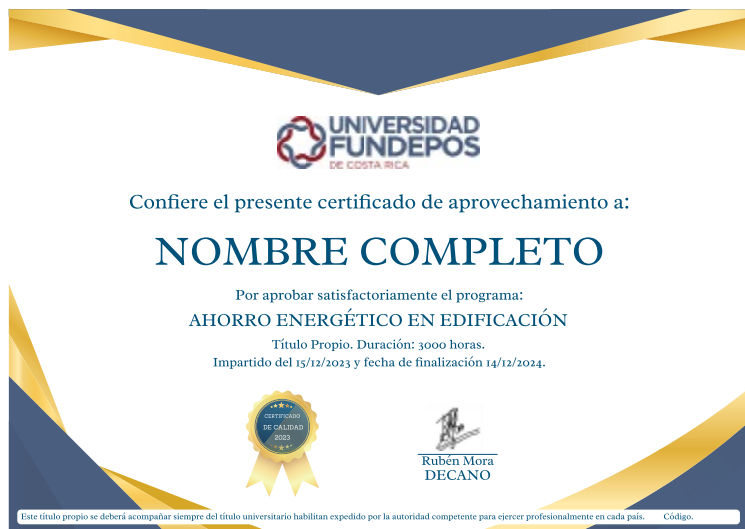 UNIVERSIDAD
FUNDEPOS
DE COSTA RICA
Confiere el presente certificado de aprovechamiento a:
NOMBRE COMPLETO
Por aprobar satisfactoriamente el programa:
AHORRO ENERGÉTICO EN EDIFICACIÓN
Título Propio. Duración: 3000 horas.
Impartido del 15/12/2023 y fecha de finalización 14/12/2024.
CERTIFICADO
DE CALIDAD
2023
Rubén Mora
DECANO
Este título propio se deberá acompañar siempre del título universitario habilitan expedido por la autoridad competente para ejercer profesionalmente en cada país. Código.